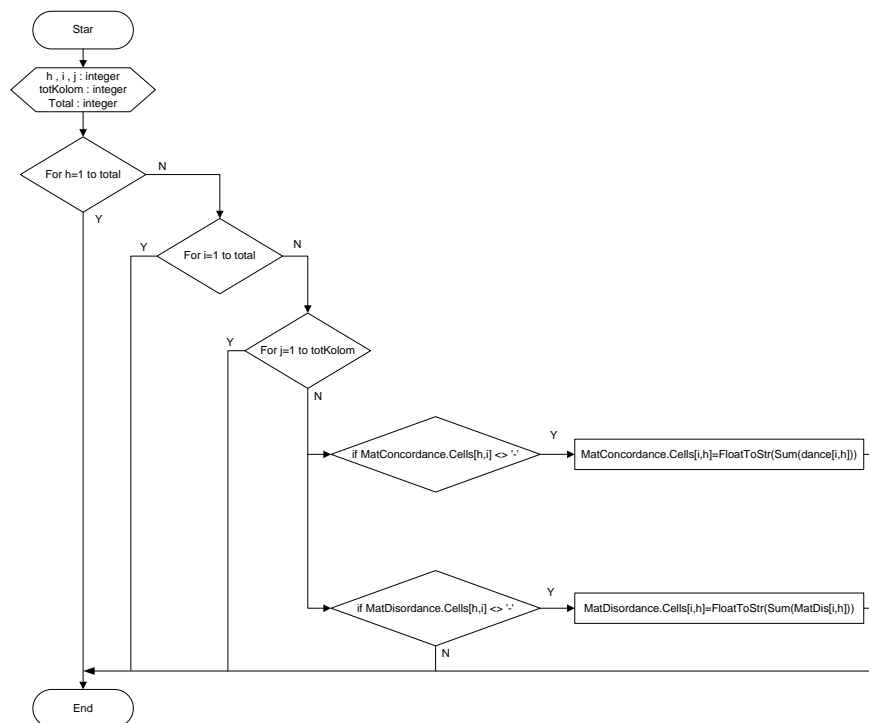 Star
h , i , j : integer
totKolom : integer
Total : integer
For h=1 to total
N
Y
For i=1 to total
Y
N
For j=1 to totKolom
Y
N
if MatConcordance.Cells[h,i] <> '-'
Y
MatConcordance.Cells[i,h]=FloatToStr(Sum(dance[i,h]))
if MatDisordance.Cells[h,i] <> '-'
Y
MatDisordance.Cells[i,h]=FloatToStr(Sum(MatDis[i,h]))
N
End